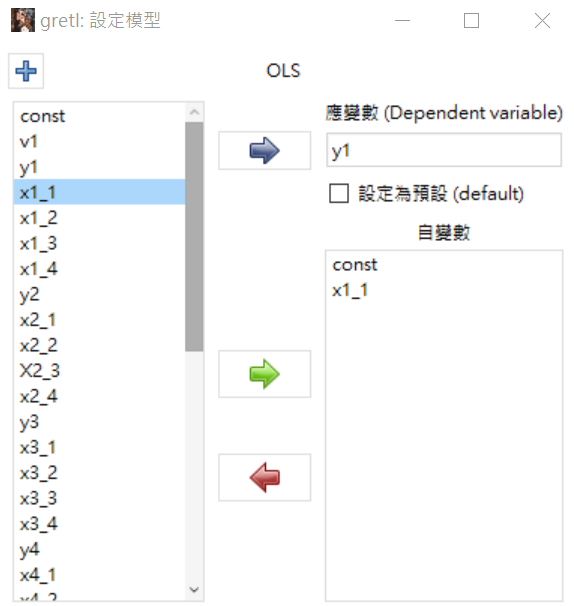 gretl: 設定模型
OLS
const
v1
y1
x1_1
x1_2
x1_3
x1_4
y2
x2_1
x2_2
X2_3
x2_4
y3
x3_1
x3_2
x3_3
x3_4
y4
x4_1
x4_2
應變數 (Dependent variable)
y1
設定為預設 (default)
自變數
const
x1_1